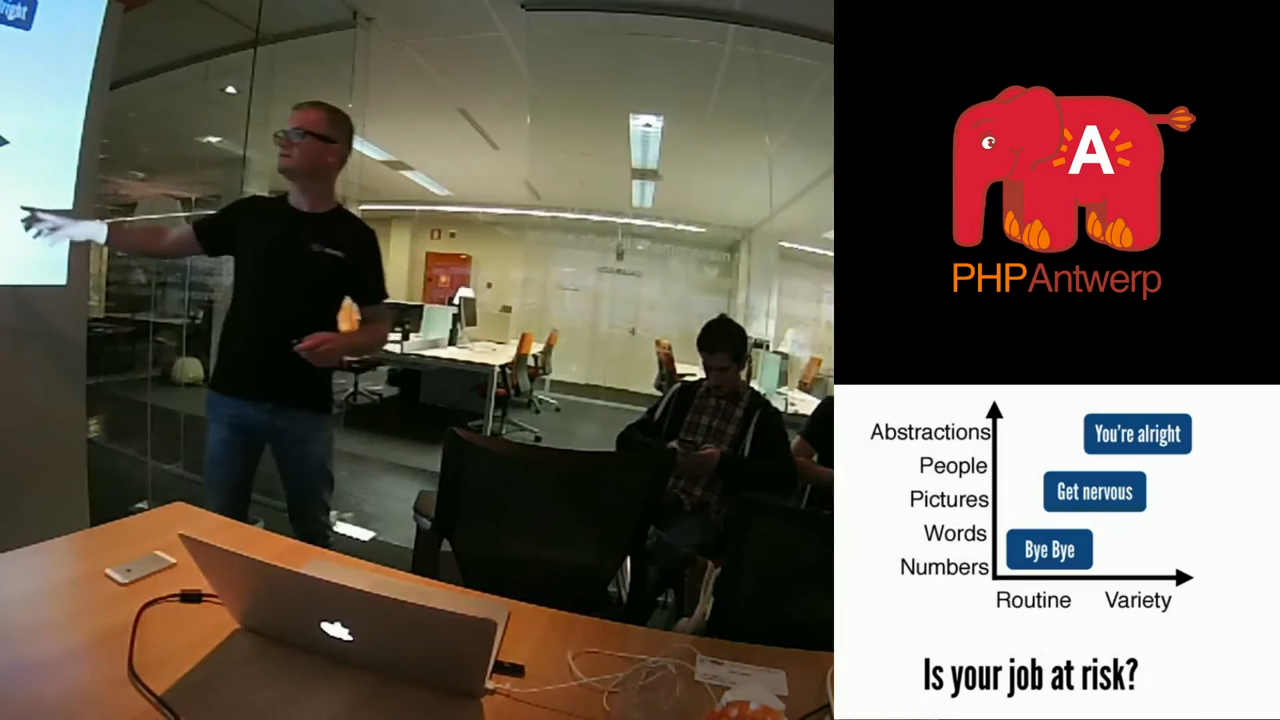 A
PHPAntwerp
Abstractions
People
Pictures
Words
Numbers
You're alright
Get nervous
Bye Bye
Routine Variety
Is your job at risk?